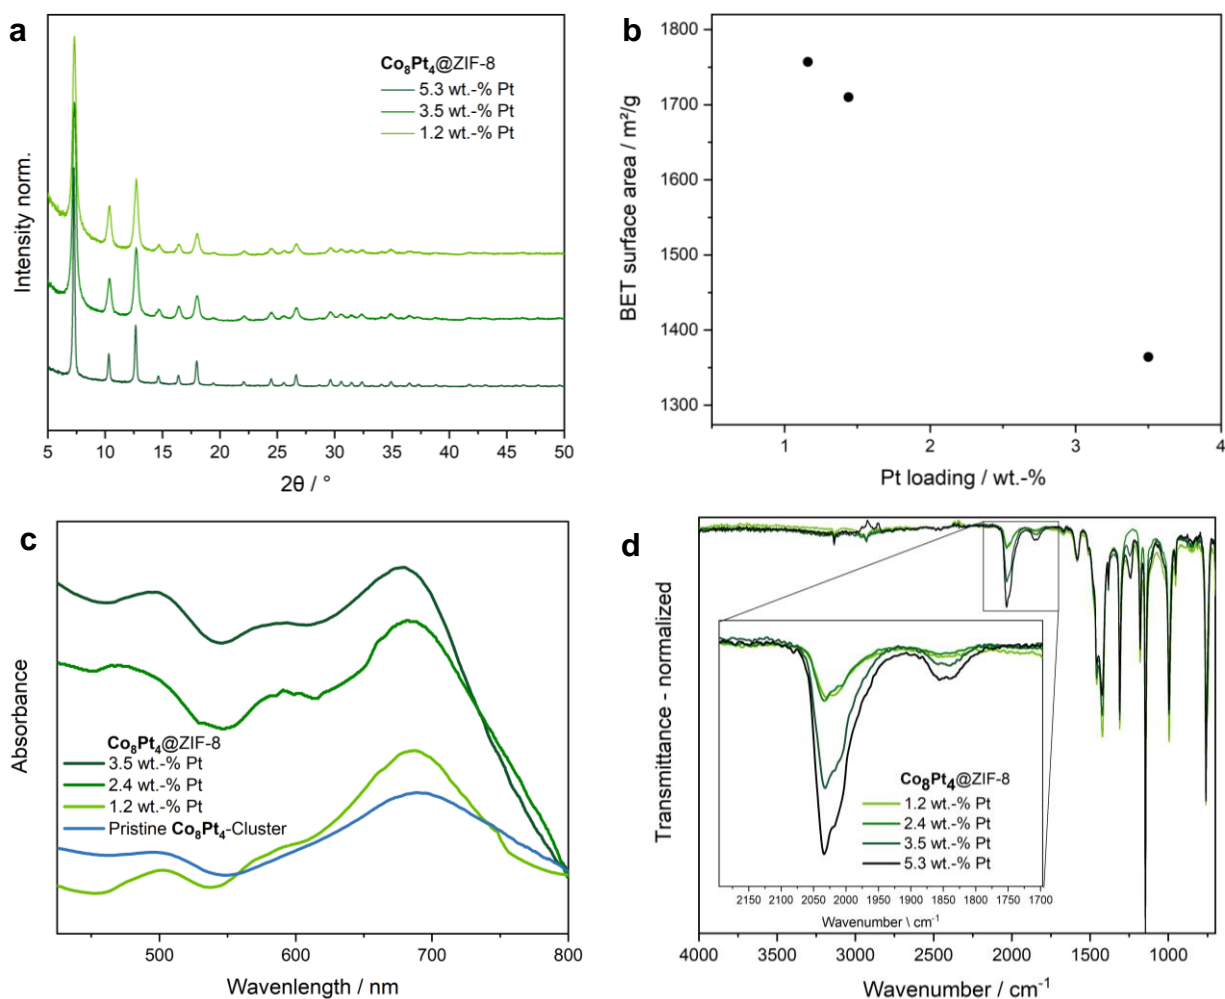 a
Intensity norm.
Co8Pt4@ZIF-8
5.3 wt.-% Pt
3.5 wt.-% Pt
1.2 wt.-% Pt
5 10 15 20 25 30 35 40 45 50
2θ / °
b
BET surface area / m²/g
1800
1700
1600
1500
1400
1300
1 2 3 4
Pt loading / wt.-%
c
Absorbance
Co8Pt4@ZIF-8
3.5 wt.-% Pt
2.4 wt.-% Pt
1.2 wt.-% Pt
Pristine Co8Pt4-Cluster
500 600 700 800
Wavenlength / nm
d
Transmittance - normalized
Co8Pt4@ZIF-8
1.2 wt.-% Pt
2.4 wt.-% Pt
3.5 wt.-% Pt
5.3 wt.-% Pt
2150 2100 2050 2000 1950 1900 1850 1800 1750 1700
Wavenumber \ cm-1
4000 3500 3000 2500 2000 1500 1000
Wavenumber / cm-1